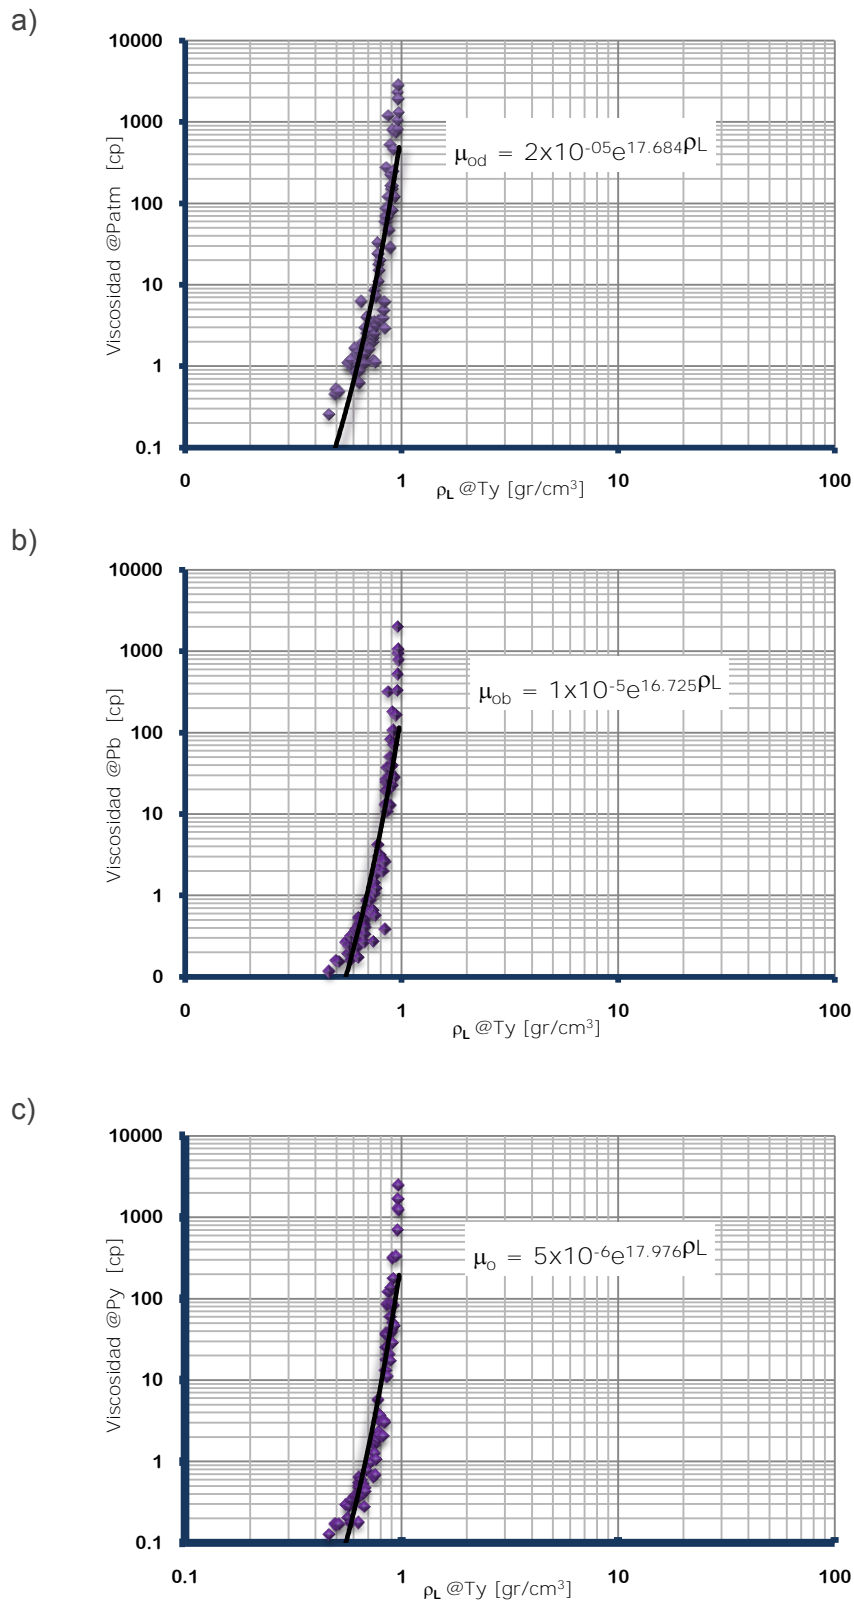 a)
10000
1000
100
10
1
0.1
Viscosidad @Patm [cp]
μod = 2x10-05e17.684ρL
0 1 10 100
ρL @Ty [gr/cm3]
b)
10000
1000
100
10
1
0
Viscosidad @Pb [cp]
μob = 1x10-5e16.725ρL
0 1 10 100
ρL @Ty [gr/cm3]
c)
10000
1000
100
10
1
0.1
Viscosidad @Py [cp]
μo = 5x10-6e17.976ρL
0.1 1 10 100
ρL @Ty [gr/cm3]